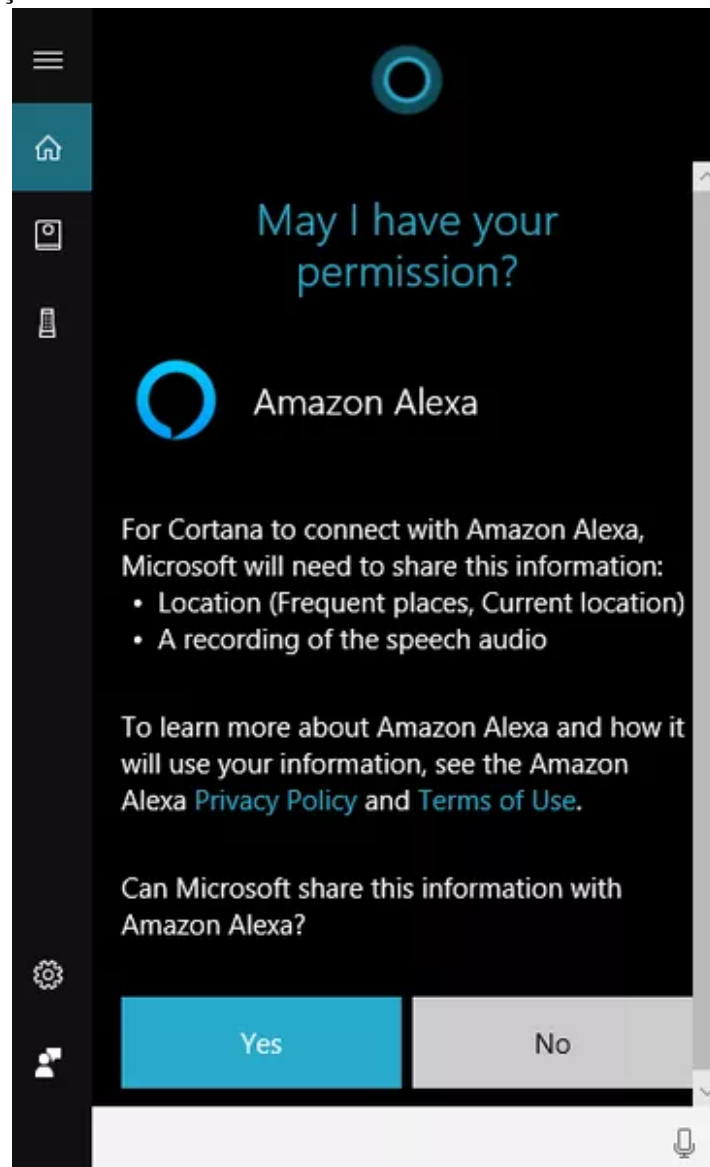 May I have your
permission?
Amazon Alexa
For Cortana to connect with Amazon Alexa,
Microsoft will need to share this information:
• Location (Frequent places, Current location)
• A recording of the speech audio
To learn more about Amazon Alexa and how it
will use your information, see the Amazon
Alexa Privacy Policy and Terms of Use.
Can Microsoft share this information with
Amazon Alexa?
Yes
No